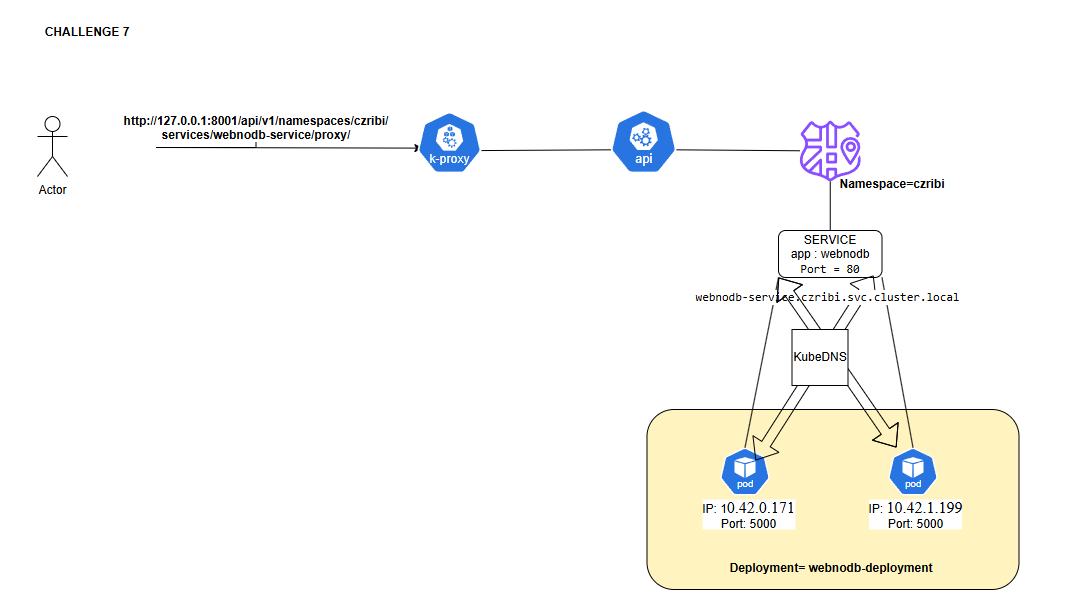 CHALLENGE 7
http://127.0.0.1:8001/api/v1/namespaces/czribi/
services/webnodb-service/proxy/
Actor
k-proxy
api
Namespace=czribi
SERVICE
app : webnodb
Port = 80
webnodb-service.czribi.svc.cluster.local
KubeDNS
pod
pod
IP: 10.42.0.171
Port: 5000
IP: 10.42.1.199
Port: 5000
Deployment= webnodb-deployment